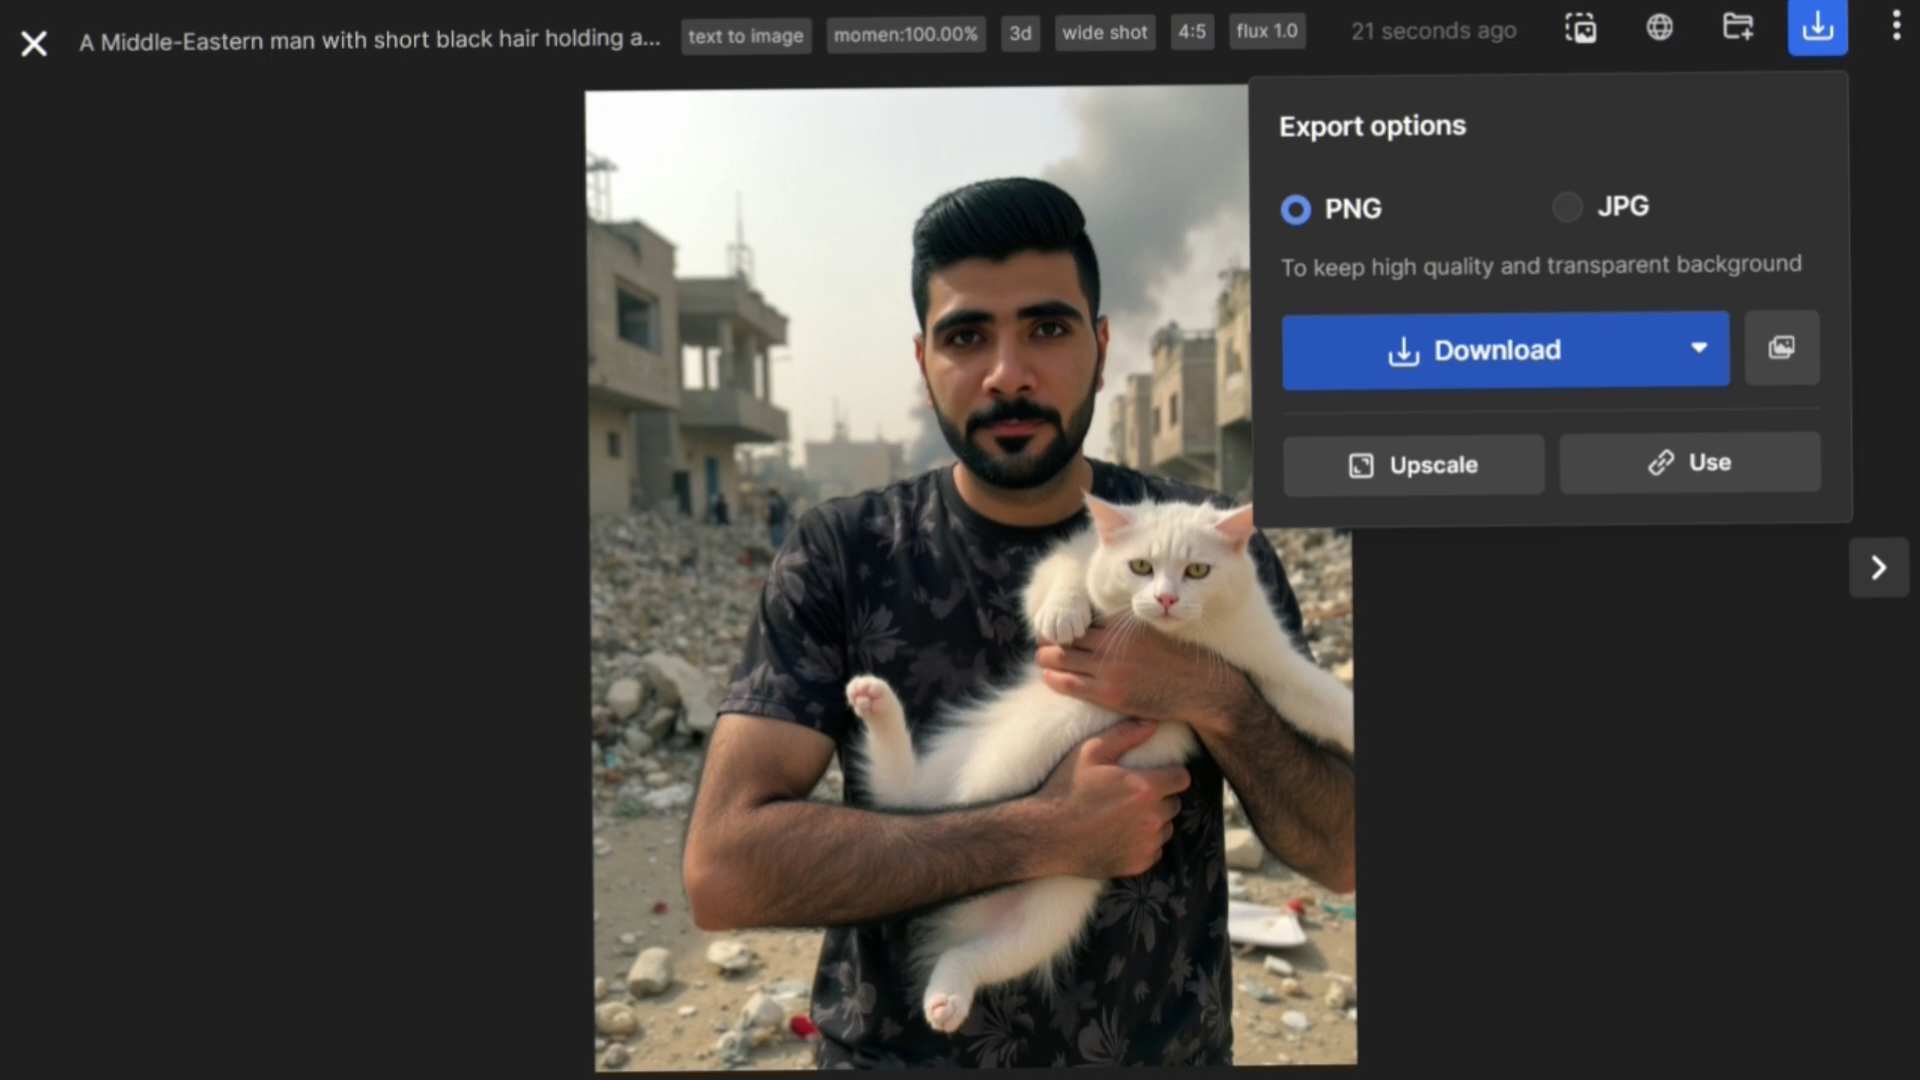 A Middle-Eastern man with short black hair holding a...
text to image
momen:100.00%
3d
wide shot
4:5
flux 1.0
21 seconds ago
Export options
PNG
JPG
To keep high quality and transparent background
Download
Upscale
Use